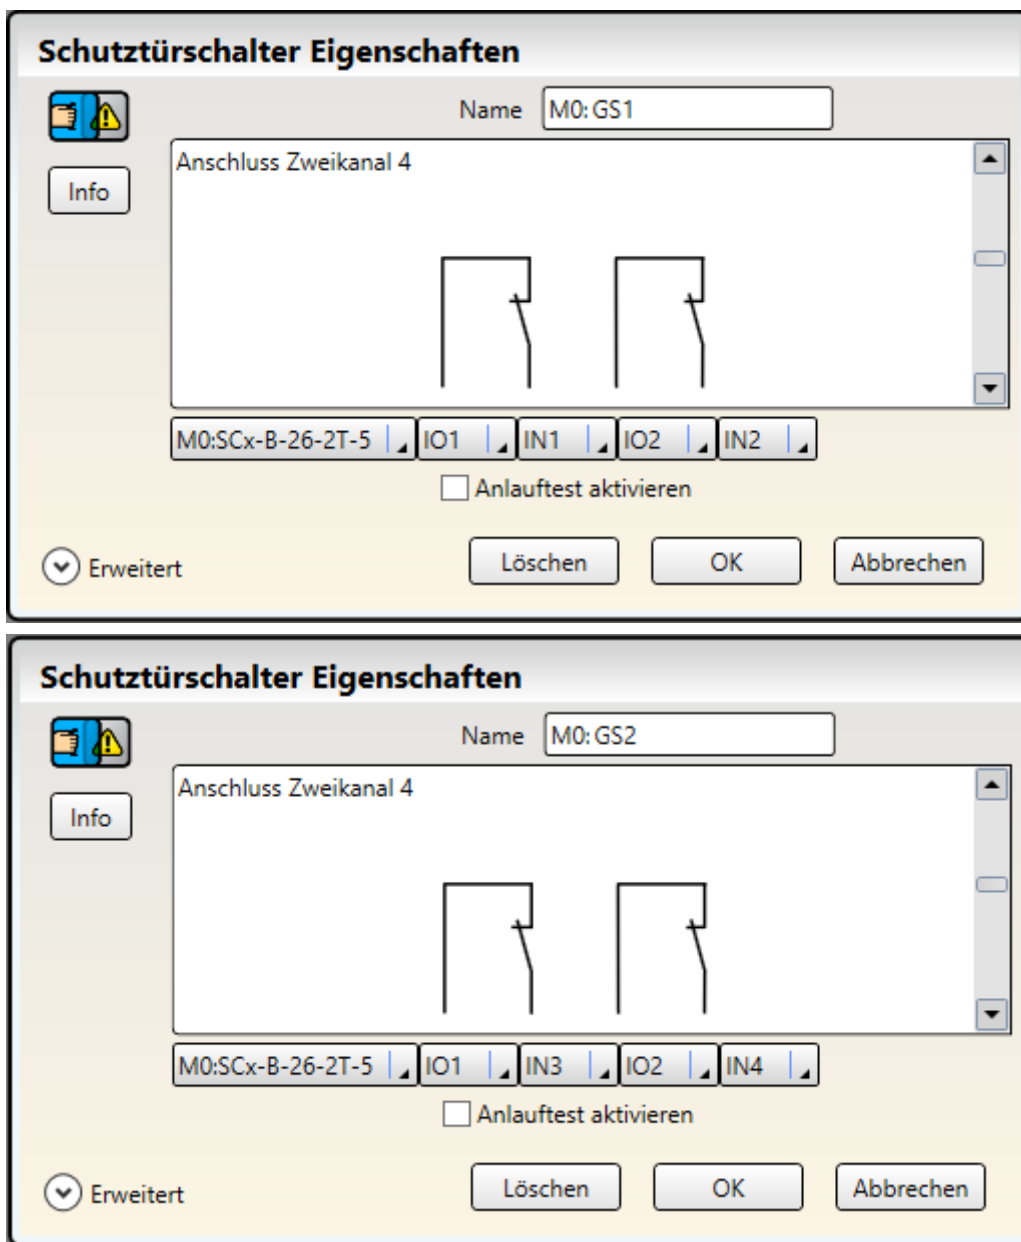 Schutztürschalter Eigenschaften
Name M0: GS1
Info
Anschluss Zweikanal 4
M0:SCx-B-26-2T-5 IO1 IN1 IO2 IN2
Anlauftest aktivieren
Erweitert Löschen OK Abbrechen
Schutztürschalter Eigenschaften
Name M0: GS2
Info
Anschluss Zweikanal 4
M0:SCx-B-26-2T-5 IO1 IN3 IO2 IN4
Anlauftest aktivieren
Erweitert Löschen OK Abbrechen